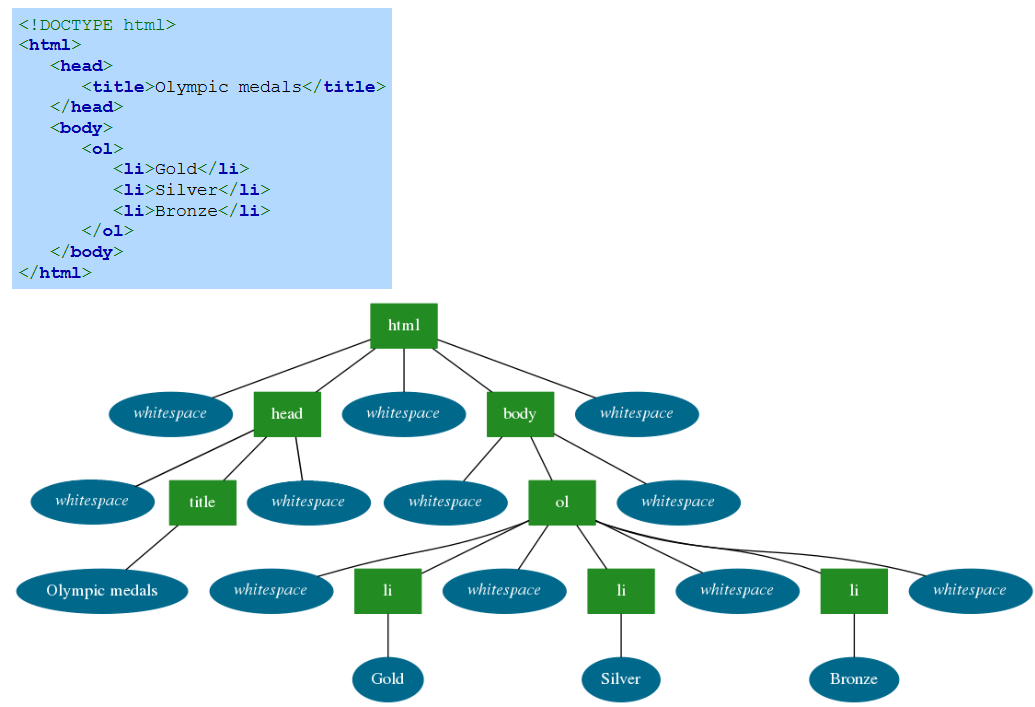 <!DOCTYPE html>
<html>
   <head>
      <title>Olympic medals</title>
   </head>
   <body>
      <ol>
         <li>Gold</li>
         <li>Silver</li>
         <li>Bronze</li>
      </ol>
   </body>
</html>
html
whitespace head whitespace body whitespace
whitespace title whitespace whitespace ol whitespace
Olympic medals whitespace li whitespace li whitespace li whitespace
Gold Silver Bronze